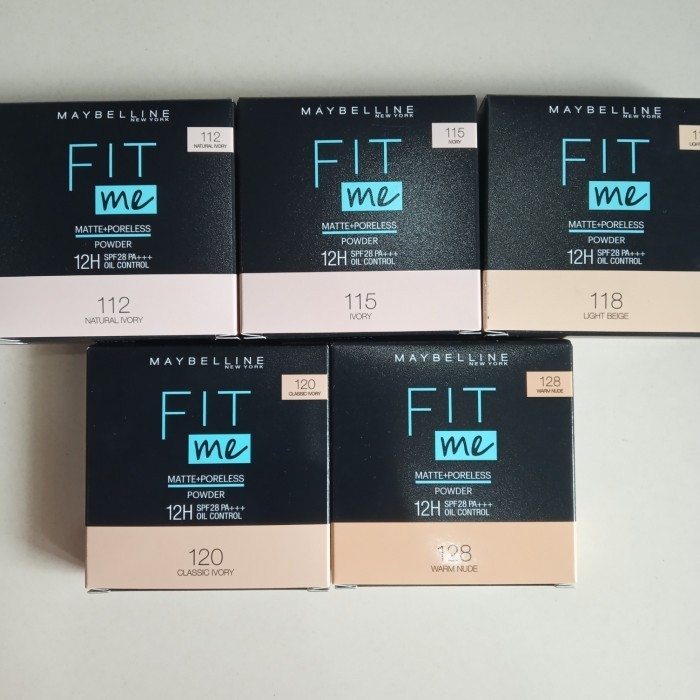 MAYBELLINE
NEW YORK
112
NATURAL IVORY
FIT
me
MATTE+PORELESS
POWDER
12H SPF28 PA+++
OIL CONTROL
112
NATURAL IVORY
MAYBELLINE
NEW YORK
115
IVORY
FIT
me
MATTE+PORELESS
POWDER
12H SPF28 PA+++
OIL CONTROL
115
IVORY
MAYBELLINE
NEW YORK
FIT
me
MATTE+PORELESS
POWDER
12H SPF28 PA+++
OIL CONTROL
118
LIGHT BEIGE
MAYBELLINE
NEW YORK
120
CLASSIC IVORY
FIT
me
MATTE+PORELESS
POWDER
12H SPF28 PA+++
OIL CONTROL
120
CLASSIC IVORY
MAYBELLINE
NEW YORK
128
WARM NUDE
FIT
me
MATTE+PORELESS
POWDER
12H SPF28 PA+++
OIL CONTROL
128
WARM NUDE